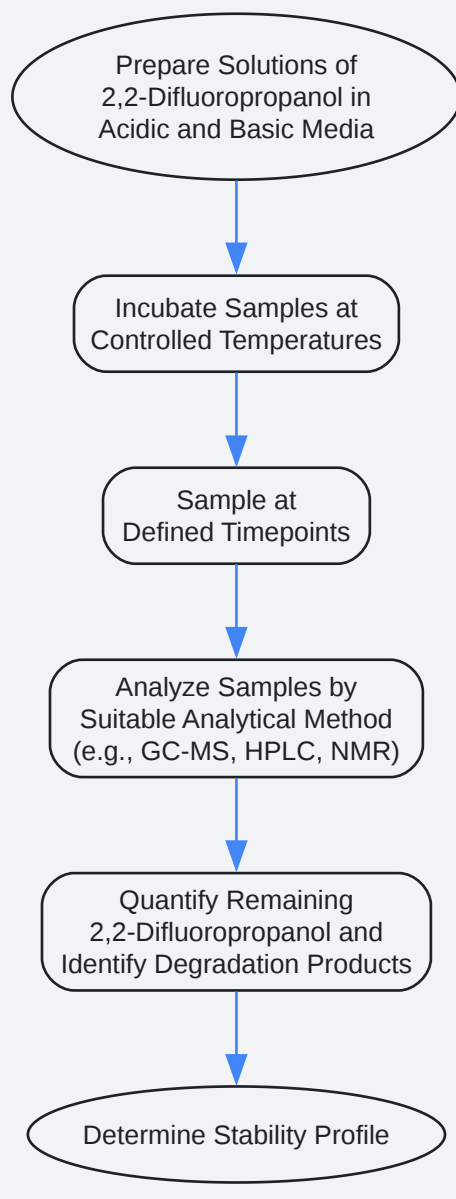 Prepare Solutions of
2,2-Difluoropropanol in
Acidic and Basic Media
Incubate Samples at
Controlled Temperatures
Sample at
Defined Timepoints
Analyze Samples by
Suitable Analytical Method
(e.g., GC-MS, HPLC, NMR)
Quantify Remaining
2,2-Difluoropropanol and
Identify Degradation Products
Determine Stability Profile